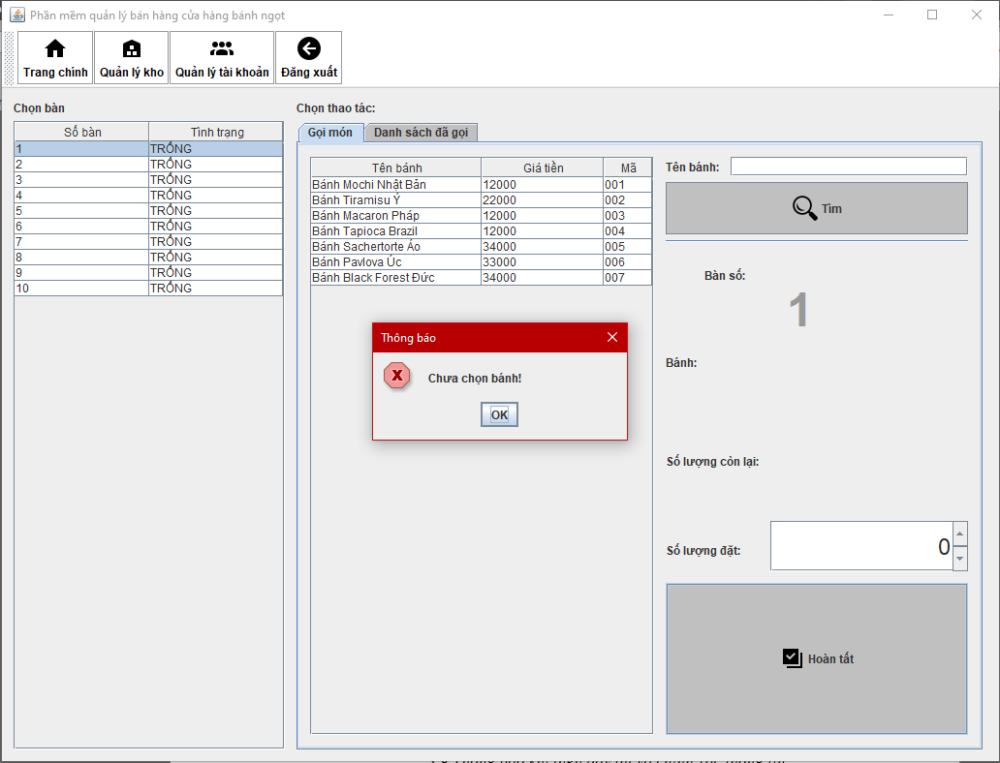 Phần mềm quản lý bán hàng cửa hàng bánh ngọt
Trang chính Quản lý kho Quản lý tài khoản Đăng xuất
Chọn bàn
Số bàn Tình trạng
1 TRỐNG
2 TRỐNG
3 TRỐNG
4 TRỐNG
5 TRỐNG
6 TRỐNG
7 TRỐNG
8 TRỐNG
9 TRỐNG
10 TRỐNG
Chọn thao tác:
Gọi món Danh sách đã gọi
Tên bánh Giá tiền Mã
Bánh Mochi Nhật Bản 12000 001
Bánh Tiramisu Ý 22000 002
Bánh Macaron Pháp 12000 003
Bánh Tapioca Brazil 12000 004
Bánh Sachertorte Áo 34000 005
Bánh Pavlova Úc 33000 006
Bánh Black Forest Đức 34000 007
Thông báo
Chưa chọn bánh!
OK
Tên bánh:
Tìm
Bàn số:
1
Bánh:
Số lượng còn lại:
Số lượng đặt: 0
Hoàn tất